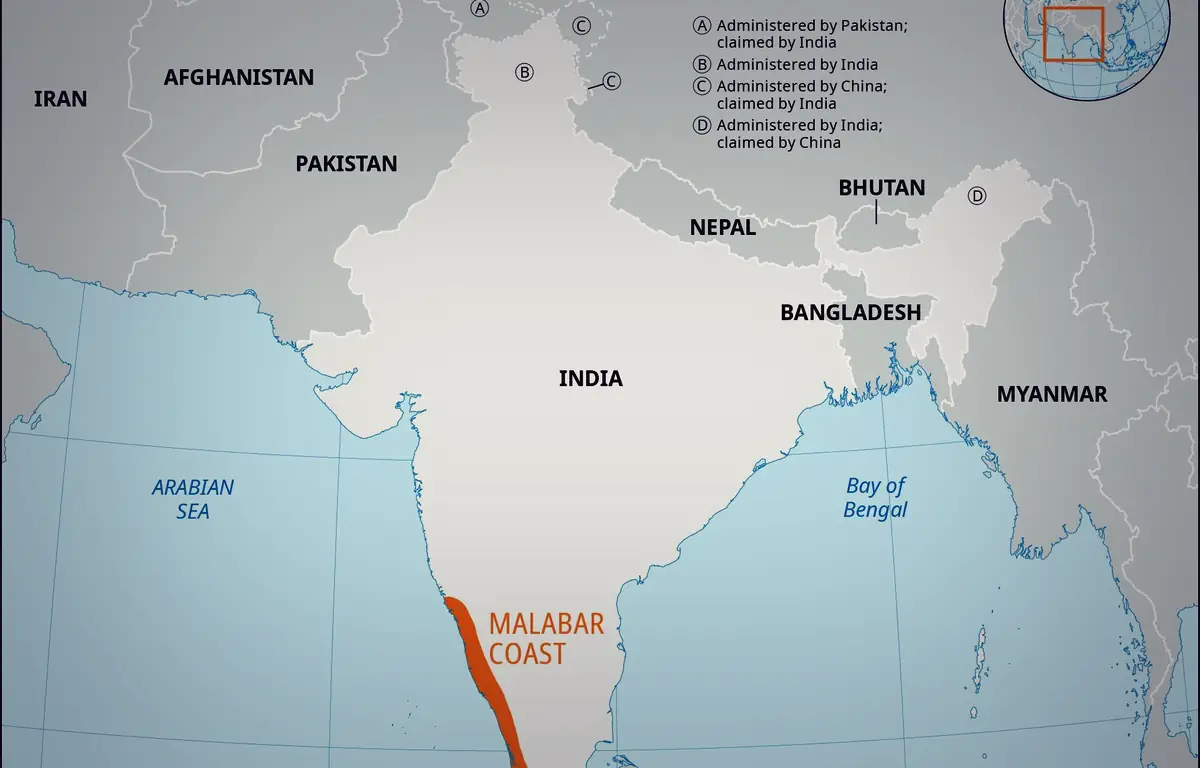 Ⓐ
Ⓒ
Ⓐ Administered by Pakistan;
claimed by India
Ⓑ Administered by India
Ⓒ Administered by China;
claimed by India
Ⓓ Administered by India;
claimed by China
Ⓑ
Ⓒ
AFGHANISTAN
IRAN
PAKISTAN
BHUTAN
Ⓓ
NEPAL
BANGLADESH
INDIA
MYANMAR
ARABIAN
SEA
Bay of
Bengal
MALABAR
COAST